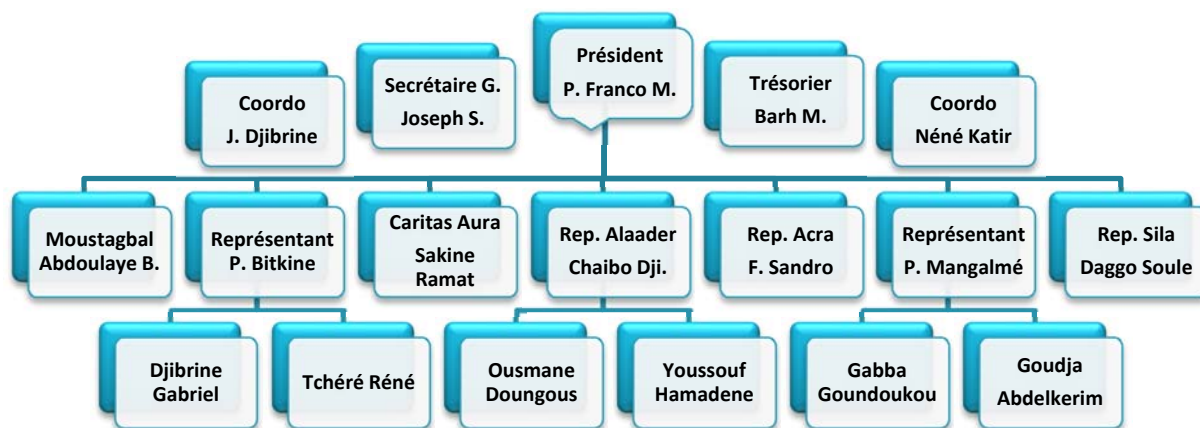 Président
P. Franco M.
Secrétaire G.
Joseph S.
Trésorier
Barh M.
Coordo
J. Djibrine
Coordo
Néné Katir
Moustagbal
Abdoulaye B.
Représentant
P. Bitkine
Caritas Aura
Sakine
Ramat
Rep. Alaader
Chaibo Dji.
Rep. Acra
F. Sandro
Représentant
P. Mangalmé
Rep. Sila
Daggo Soule
Djibrine
Gabriel
Tchéré Réné
Ousmane
Doungous
Youssouf
Hamadene
Gabba
Goundoukou
Goudja
Abdelkerim